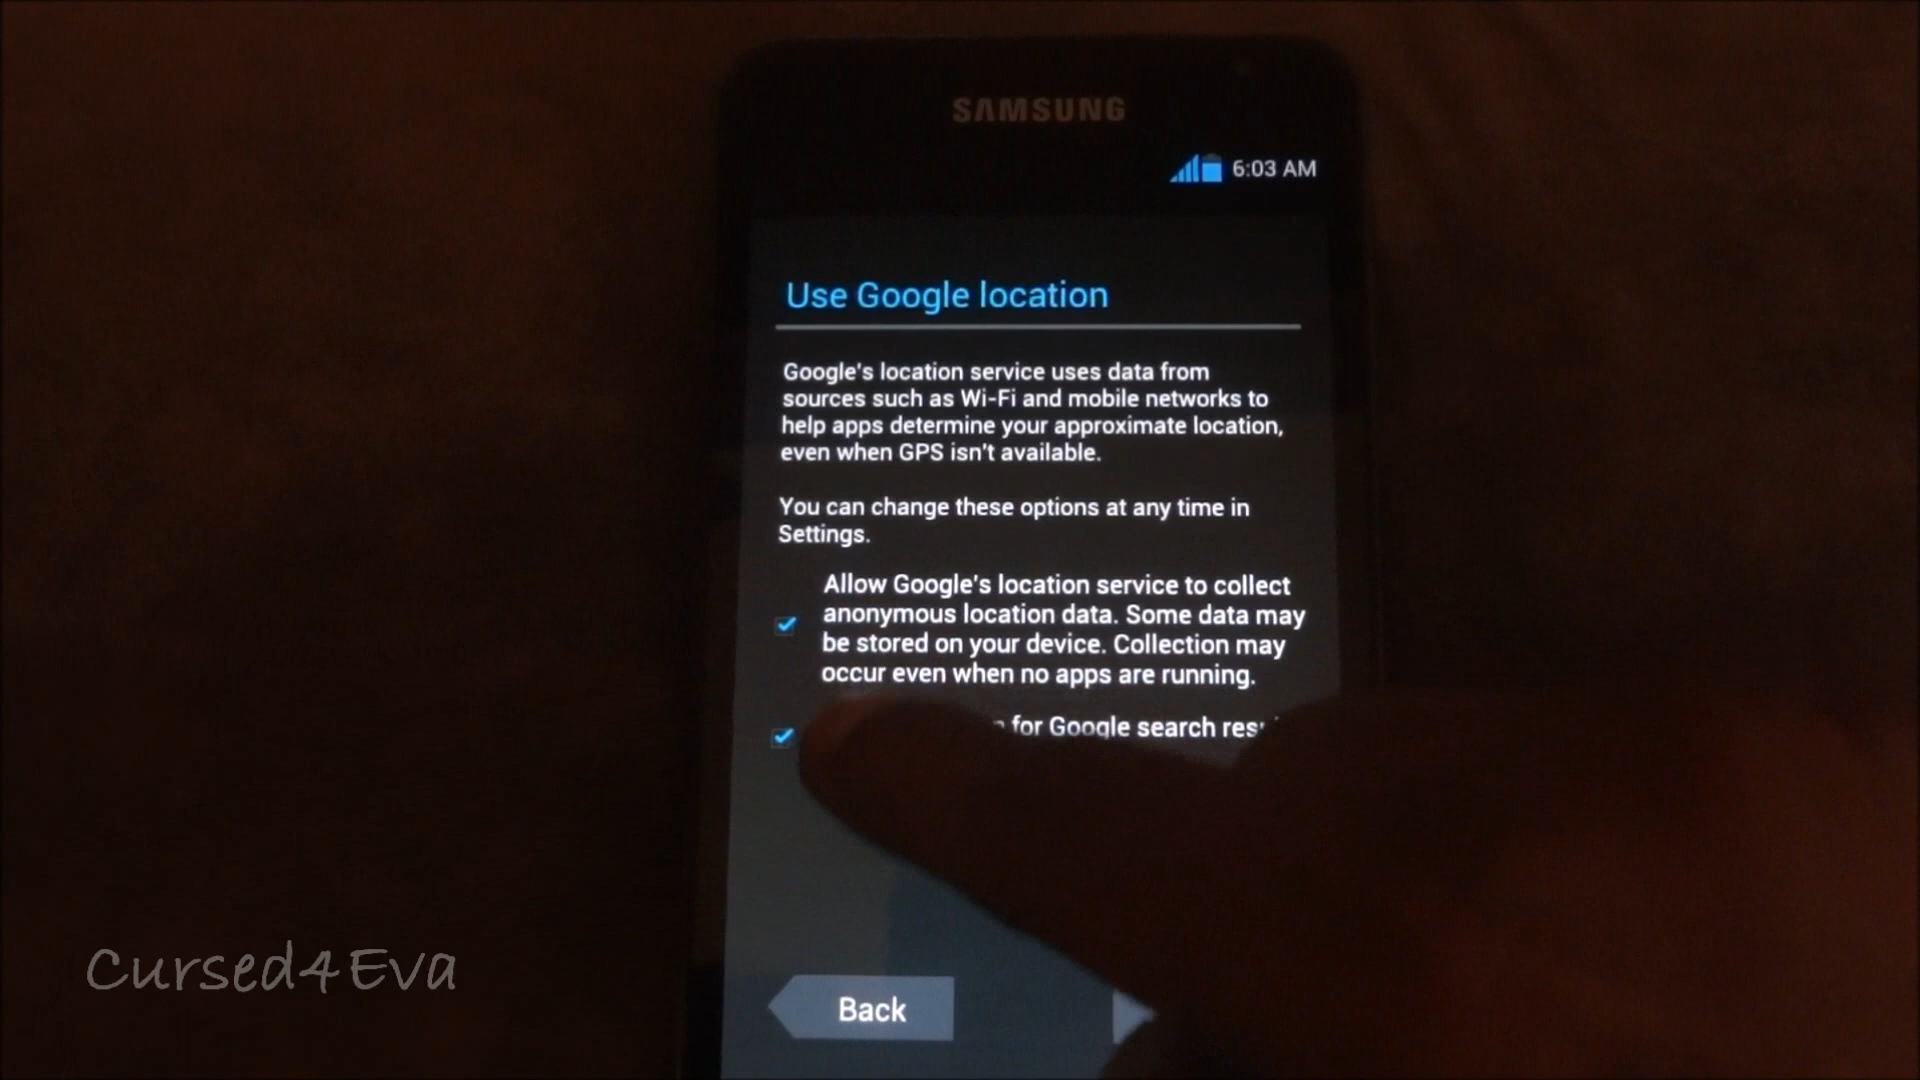 SAMSUNG
6:03 AM
Use Google location
Google's location service uses data from
sources such as Wi-Fi and mobile networks to
help apps determine your approximate location,
even when GPS isn't available.
You can change these options at any time in
Settings.
Allow Google's location service to collect
anonymous location data. Some data may
be stored on your device. Collection may
occur even when no apps are running.
for Google search
Cursed4Eva
Back